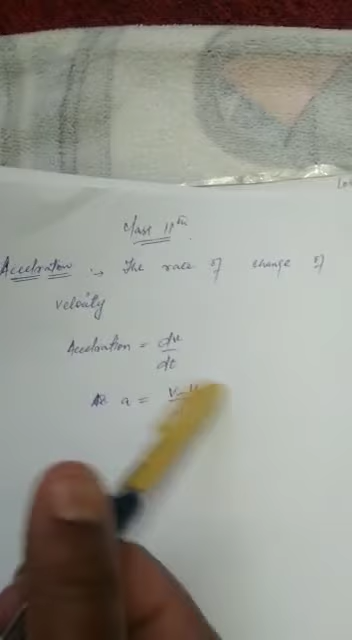 Class 11th
Acceleration :→ The rate of change of
velocity
Acceleration = dv
dt
a = v-u